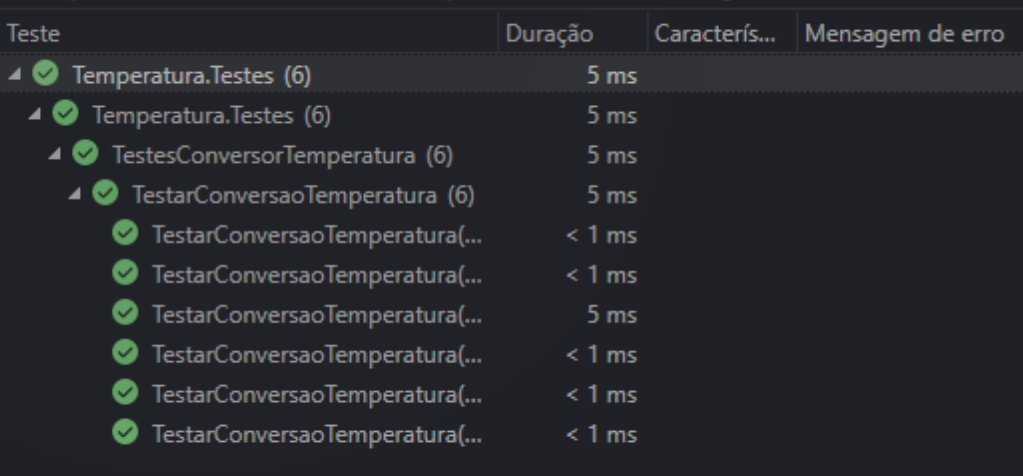 Teste Duração Caracterís... Mensagem de erro
Temperatura.Testes (6) 5 ms
Temperatura.Testes (6) 5 ms
TestesConversorTemperatura (6) 5 ms
TestarConversaoTemperatura (6) 5 ms
TestarConversaoTemperatura(... < 1 ms
TestarConversaoTemperatura(... < 1 ms
TestarConversaoTemperatura(... 5 ms
TestarConversaoTemperatura(... < 1 ms
TestarConversaoTemperatura(... < 1 ms
TestarConversaoTemperatura(... < 1 ms